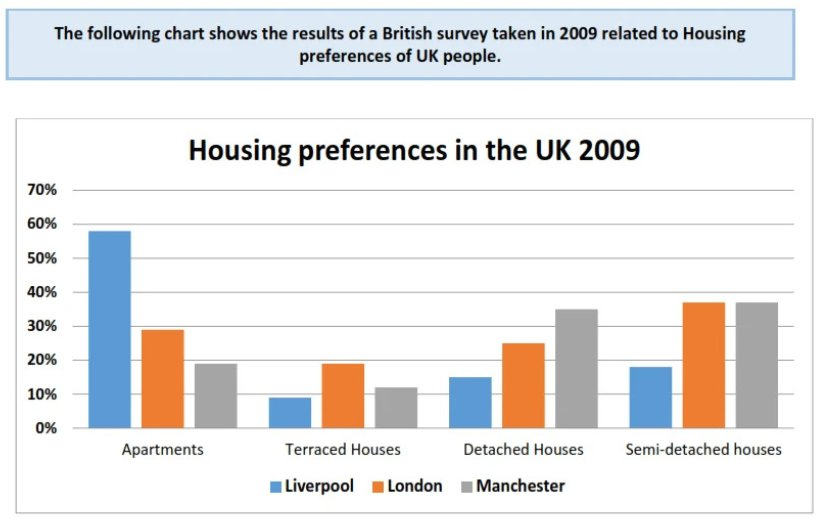 The following chart shows the results of a British survey taken in 2009 related to Housing
preferences of UK people.
Housing preferences in the UK 2009
70%
60%
50%
40%
30%
20%
10%
0%
Apartments Terraced Houses Detached Houses Semi-detached houses
Liverpool London Manchester